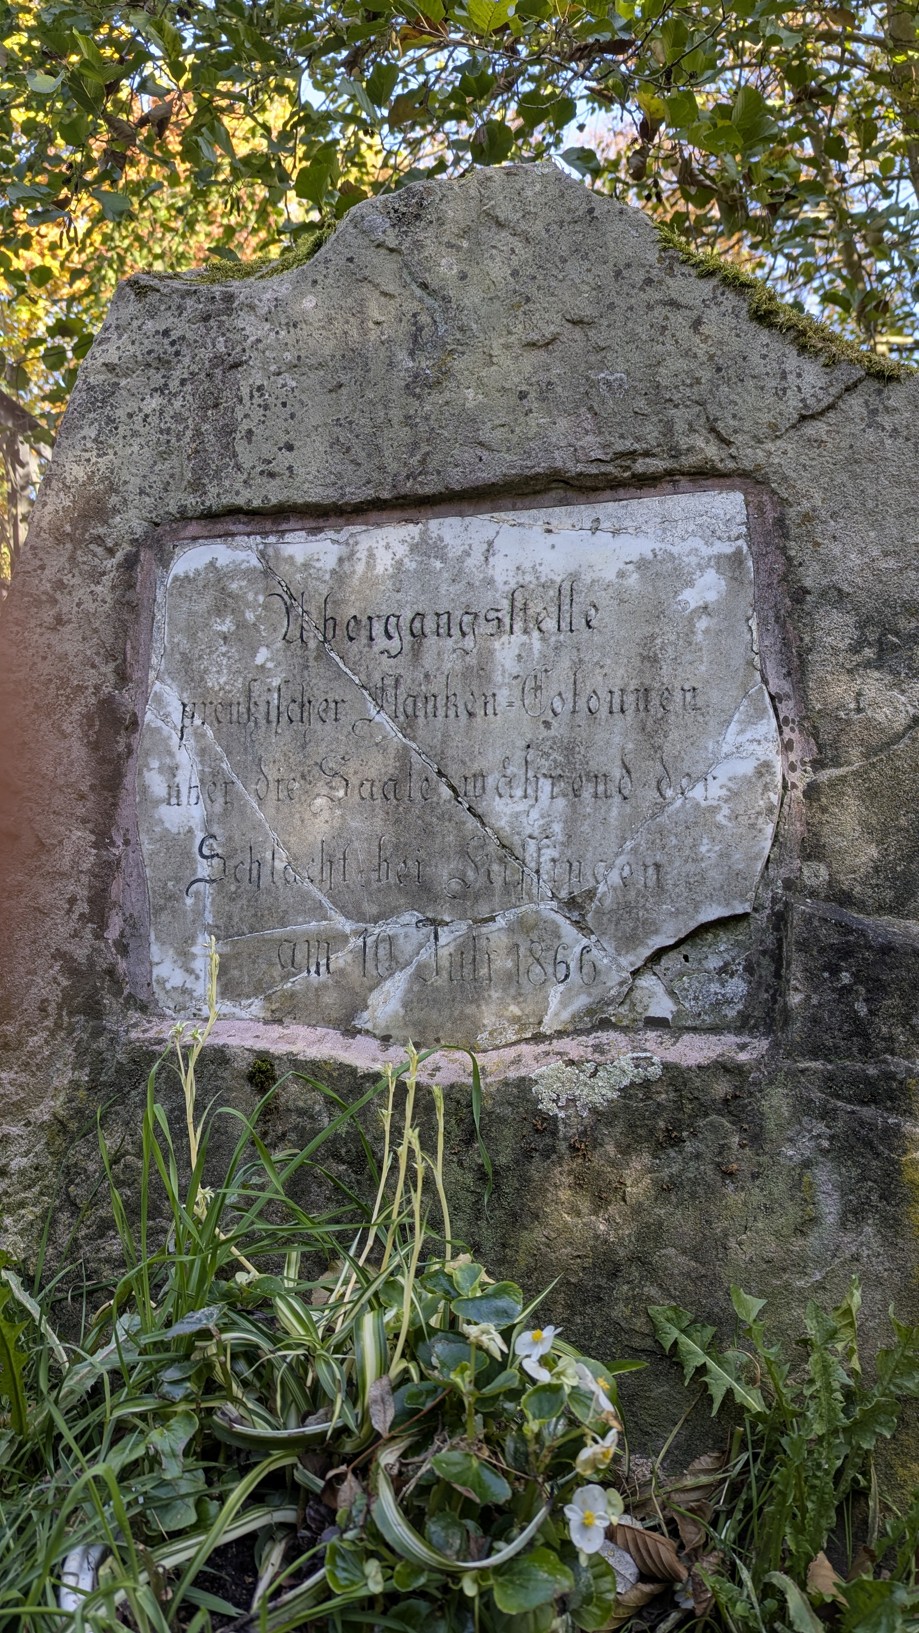 Übergangsstelle
preußischer Flanken-Colonnen
über die Saale während der
Schlacht bei Kissingen
am 10. Juli 1866